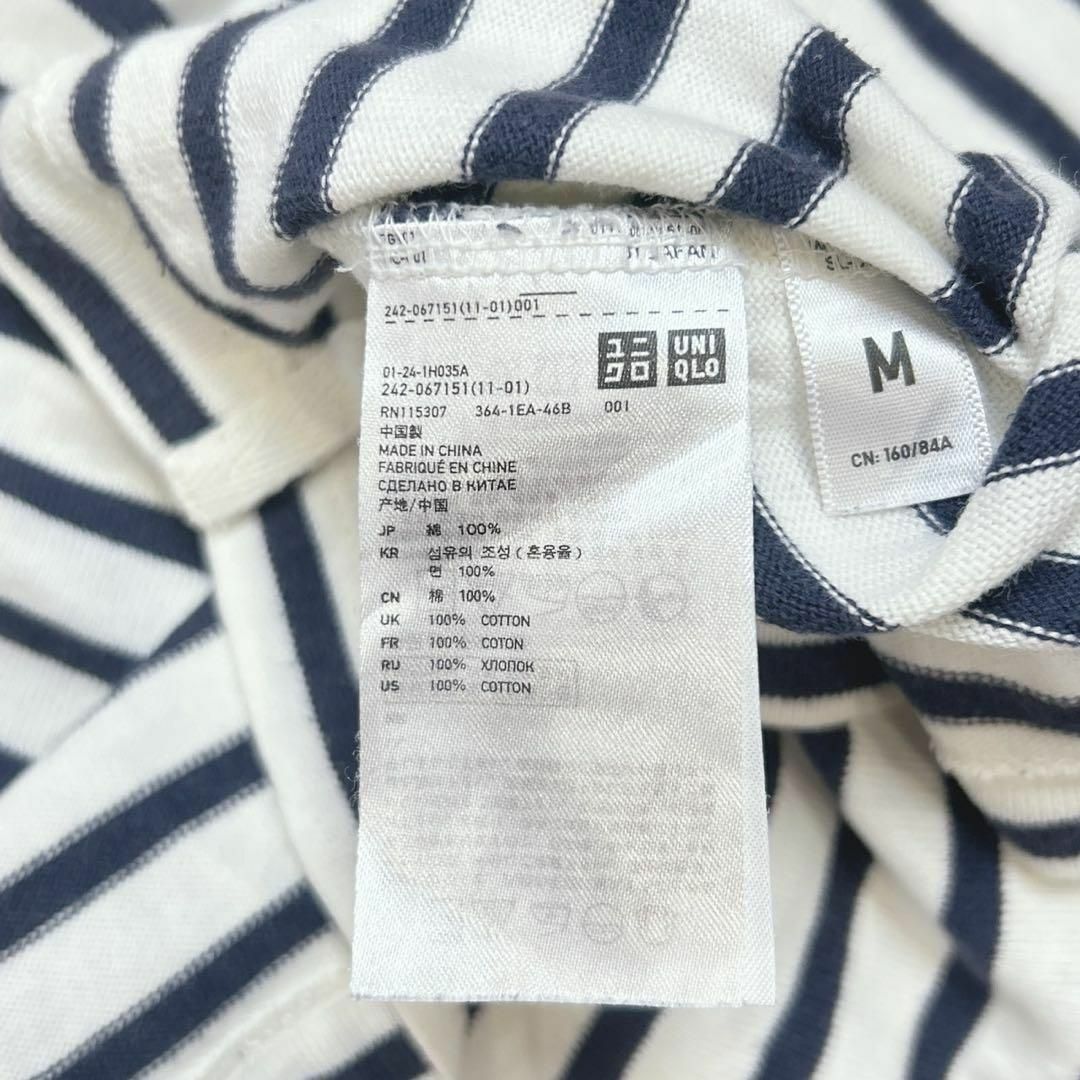 242-067151(11-01)001
ユニクロ
UNIQLO
01-24-1H035A
242-067151(11-01)
RN115307 364-1EA-46B 001
中国製
MADE IN CHINA
FABRIQUÉ EN CHINE
СДЕЛАНО В КИТАЕ
产地/中国
JP 綿 100%
KR 섬유의 조성(혼용율)
면 100%
CN 棉 100%
UK 100% COTTON
FR 100% COTON
RU 100% ХЛОПОК
US 100% COTTON
M
CN: 160/84A